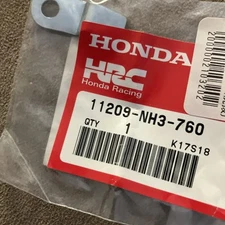 HONDA
HRC
Honda Racing
11209-NH3-760
QTY 1
K17S18